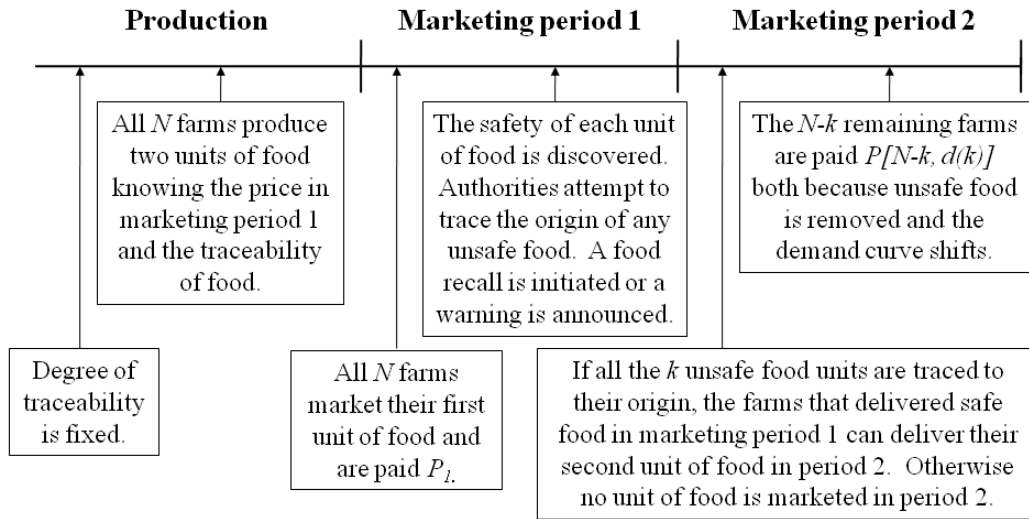 Production
Marketing period 1
Marketing period 2
All N farms produce
two units of food
knowing the price in
marketing period 1
and the traceability
of food.
The safety of each unit
of food is discovered.
Authorities attempt to
trace the origin of any
unsafe food.  A food
recall is initiated or a
warning is announced.
The N-k remaining farms
are paid P[N-k, d(k)]
both because unsafe food
is removed and the
demand curve shifts.
Degree of
traceability
is fixed.
All N farms
market their first
unit of food and
are paid P1.
If all the k unsafe food units are traced to
their origin, the farms that delivered safe
food in marketing period 1 can deliver their
second unit of food in period 2.  Otherwise
no unit of food is marketed in period 2.